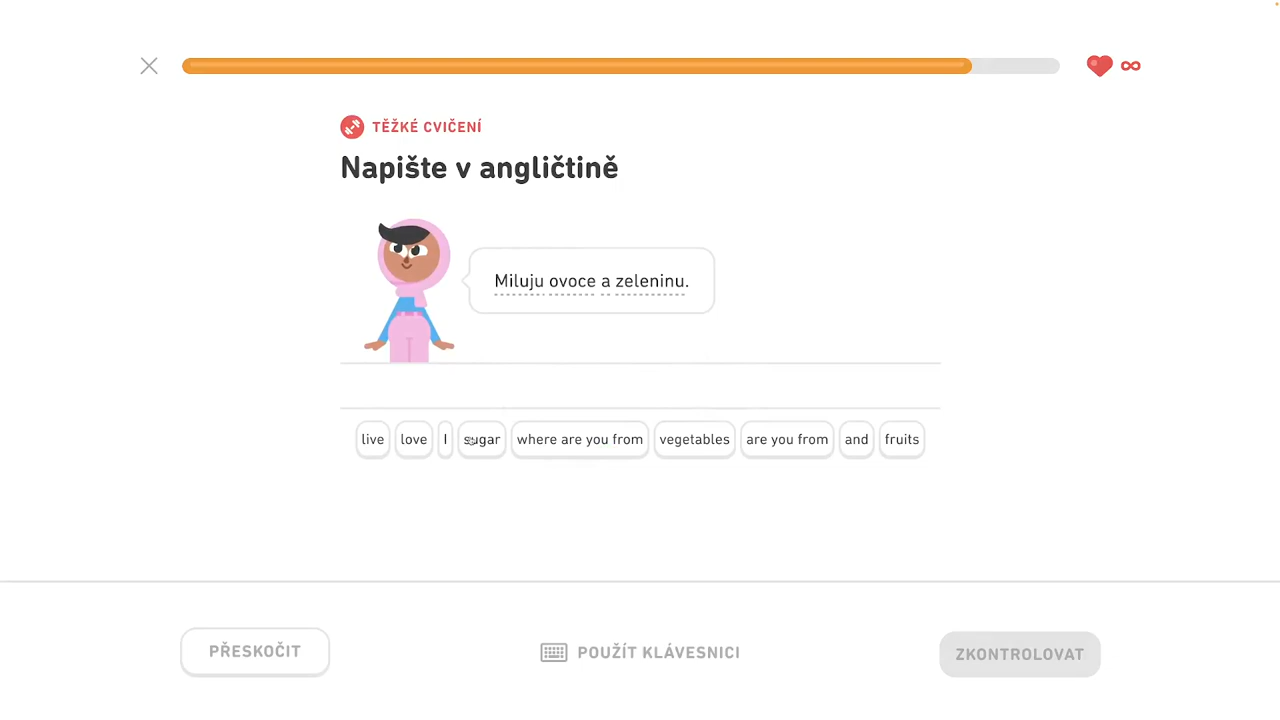 TĚŽKÉ CVIČENÍ
Napište v angličtině
Miluju ovoce a zeleninu.
live love I sugar where are you from vegetables are you from and fruits
PŘESKOČIT POUŽÍT KLÁVESNICI ZKONTROLOVAT